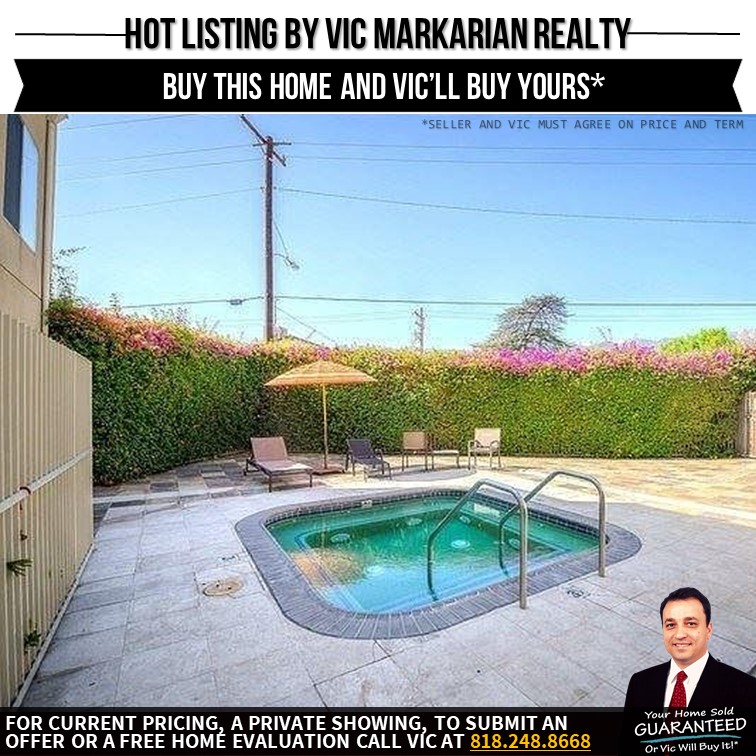 HOT LISTING BY VIC MARKARIAN REALTY
BUY THIS HOME AND VIC'LL BUY YOURS*
*SELLER AND VIC MUST AGREE ON PRICE AND TERM
FOR CURRENT PRICING, A PRIVATE SHOWING, TO SUBMIT AN
OFFER OR A FREE HOME EVALUATION CALL VIC AT 818.248.8668
Your Home Sold
GUARANTEED
Or Vic Will Buy It!